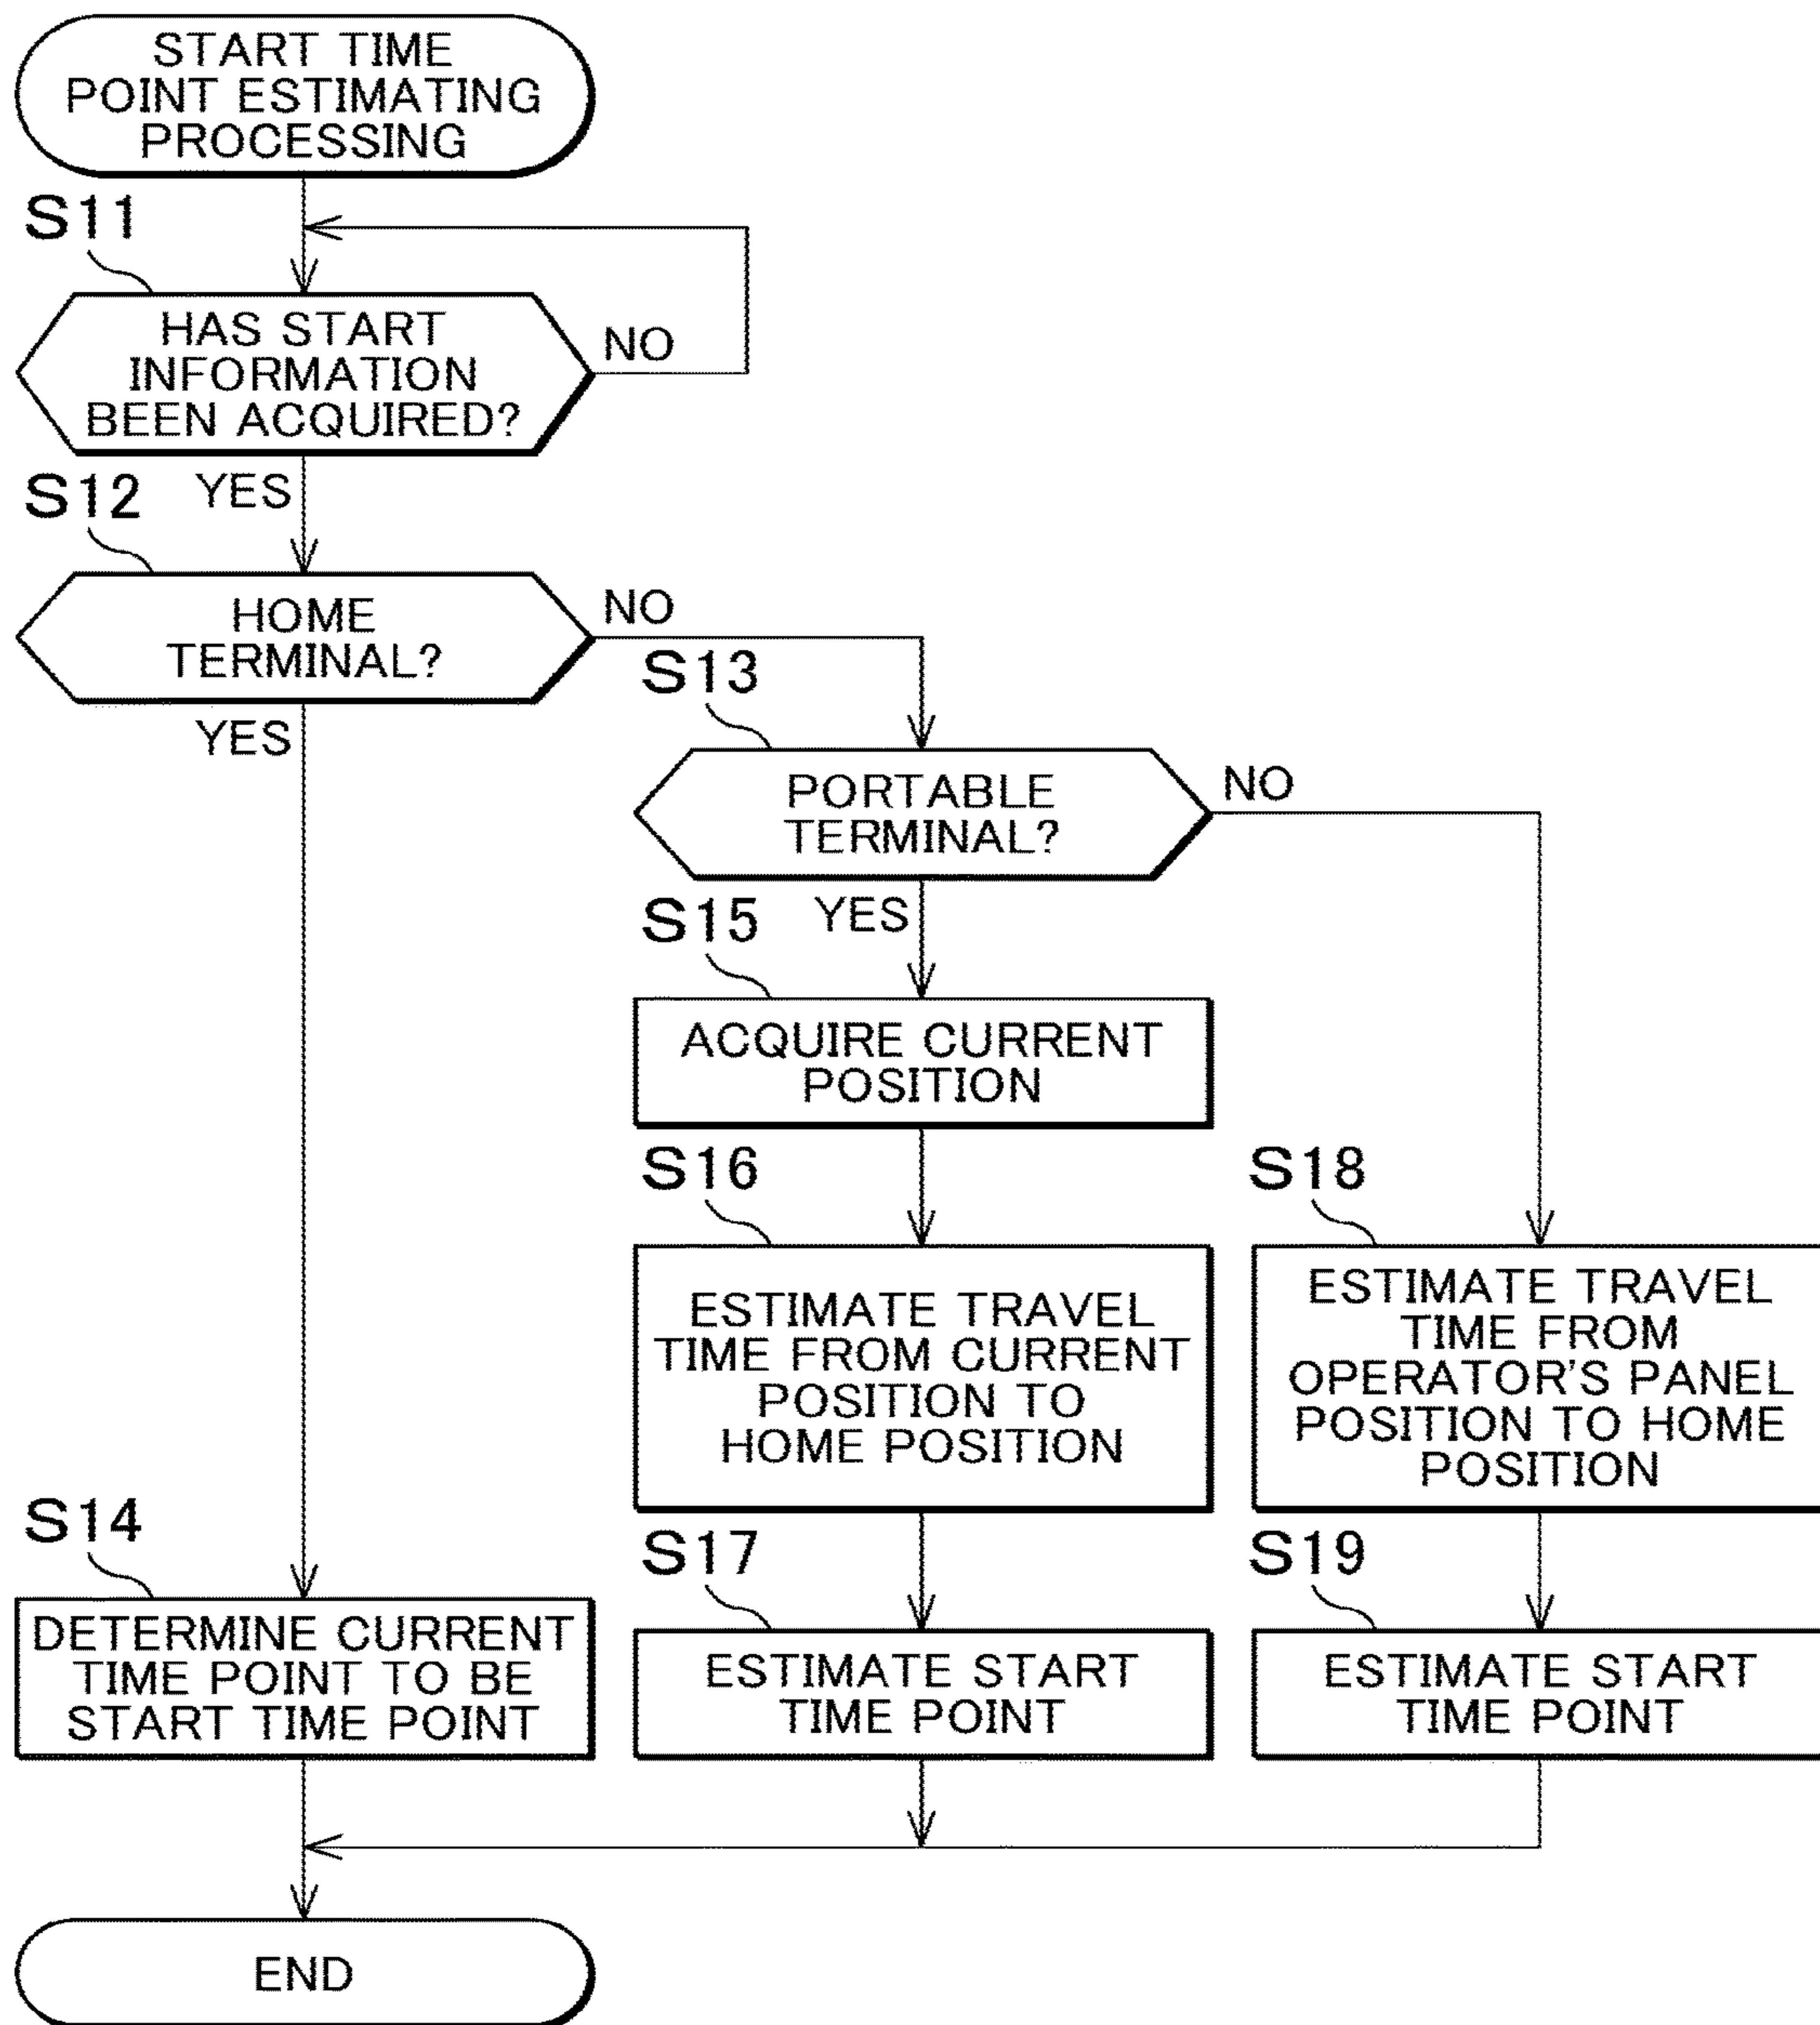 START TIME
POINT ESTIMATING
PROCESSING
S11
HAS START
INFORMATION
BEEN ACQUIRED?
NO
YES
S12
HOME
TERMINAL?
NO
YES
S13
PORTABLE
TERMINAL?
NO
YES
S15
ACQUIRE CURRENT
POSITION
S16
ESTIMATE TRAVEL
TIME FROM CURRENT
POSITION TO
HOME POSITION
S18
ESTIMATE TRAVEL
TIME FROM
OPERATOR'S PANEL
POSITION TO HOME
POSITION
S14
DETERMINE CURRENT
TIME POINT TO BE
START TIME POINT
S17
ESTIMATE START
TIME POINT
S19
ESTIMATE START
TIME POINT
END